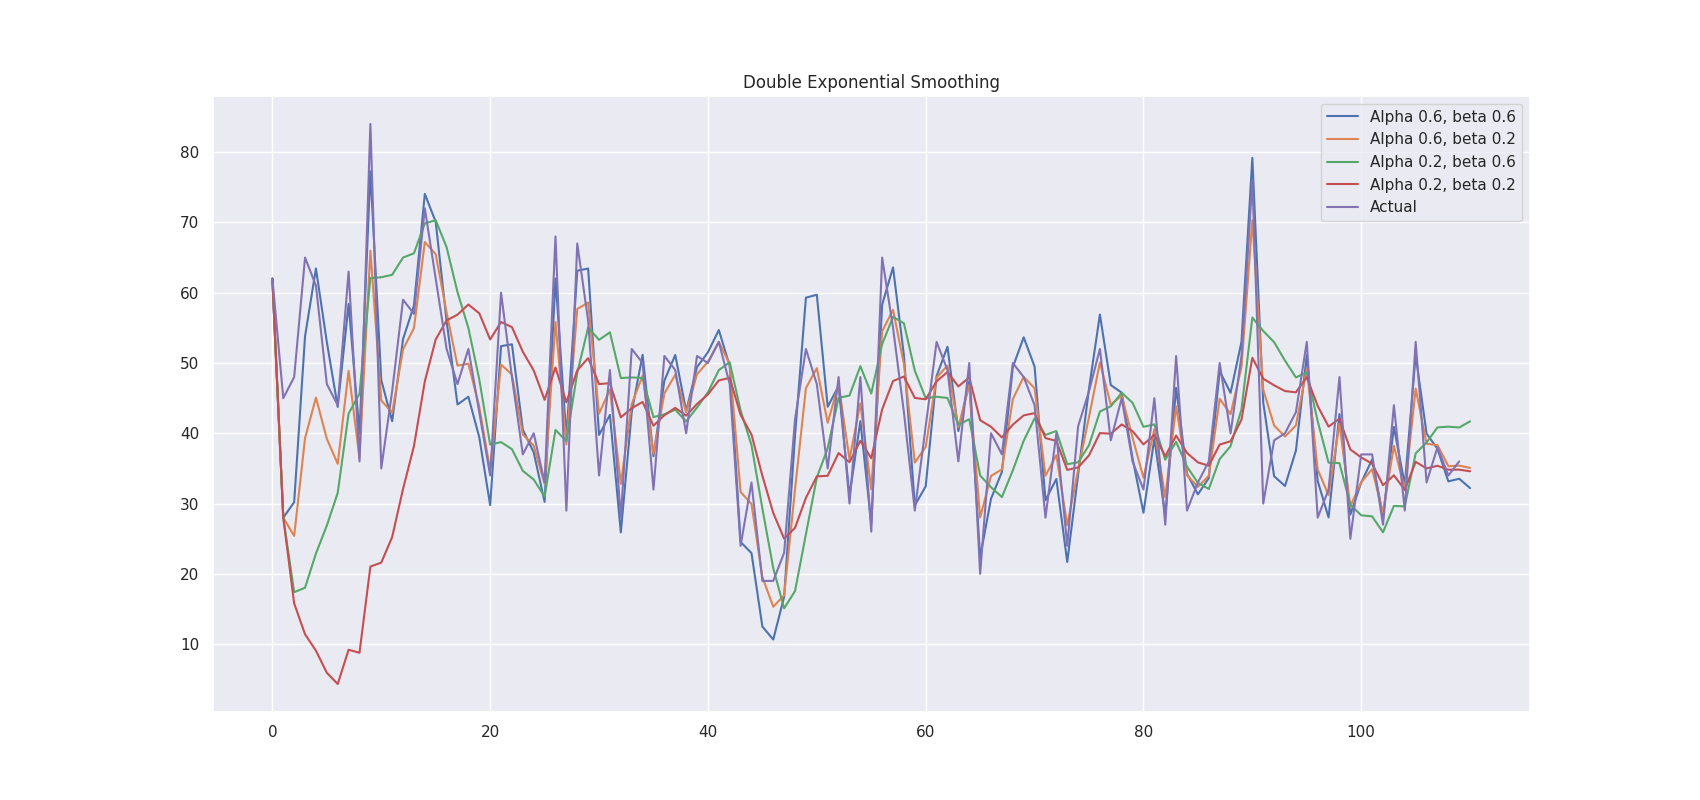 Double Exponential Smoothing
Alpha 0.6, beta 0.6
Alpha 0.6, beta 0.2
Alpha 0.2, beta 0.6
Alpha 0.2, beta 0.2
Actual
80
70
60
50
40
30
20
10
0
20
40
60
80
100